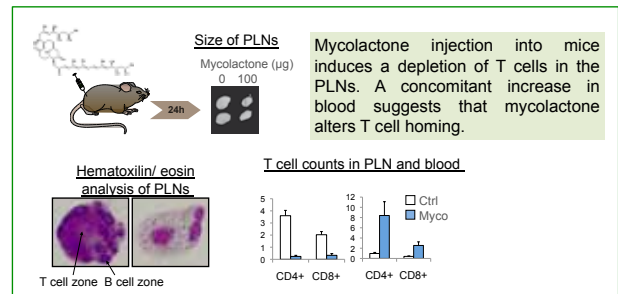 Size of PLNs
Mycolactone (µg)
0 100
24h
Mycolactone injection into mice
induces a depletion of T cells in the
PLNs. A concomitant increase in
blood suggests that mycolactone
alters T cell homing.
Hematoxilin/ eosin
analysis of PLNs
T cell zone B cell zone
T cell counts in PLN and blood
5
4
3
2
1
0
CD4+ CD8+
12
10
8
6
4
2
0
CD4+ CD8+
Ctrl
Myco